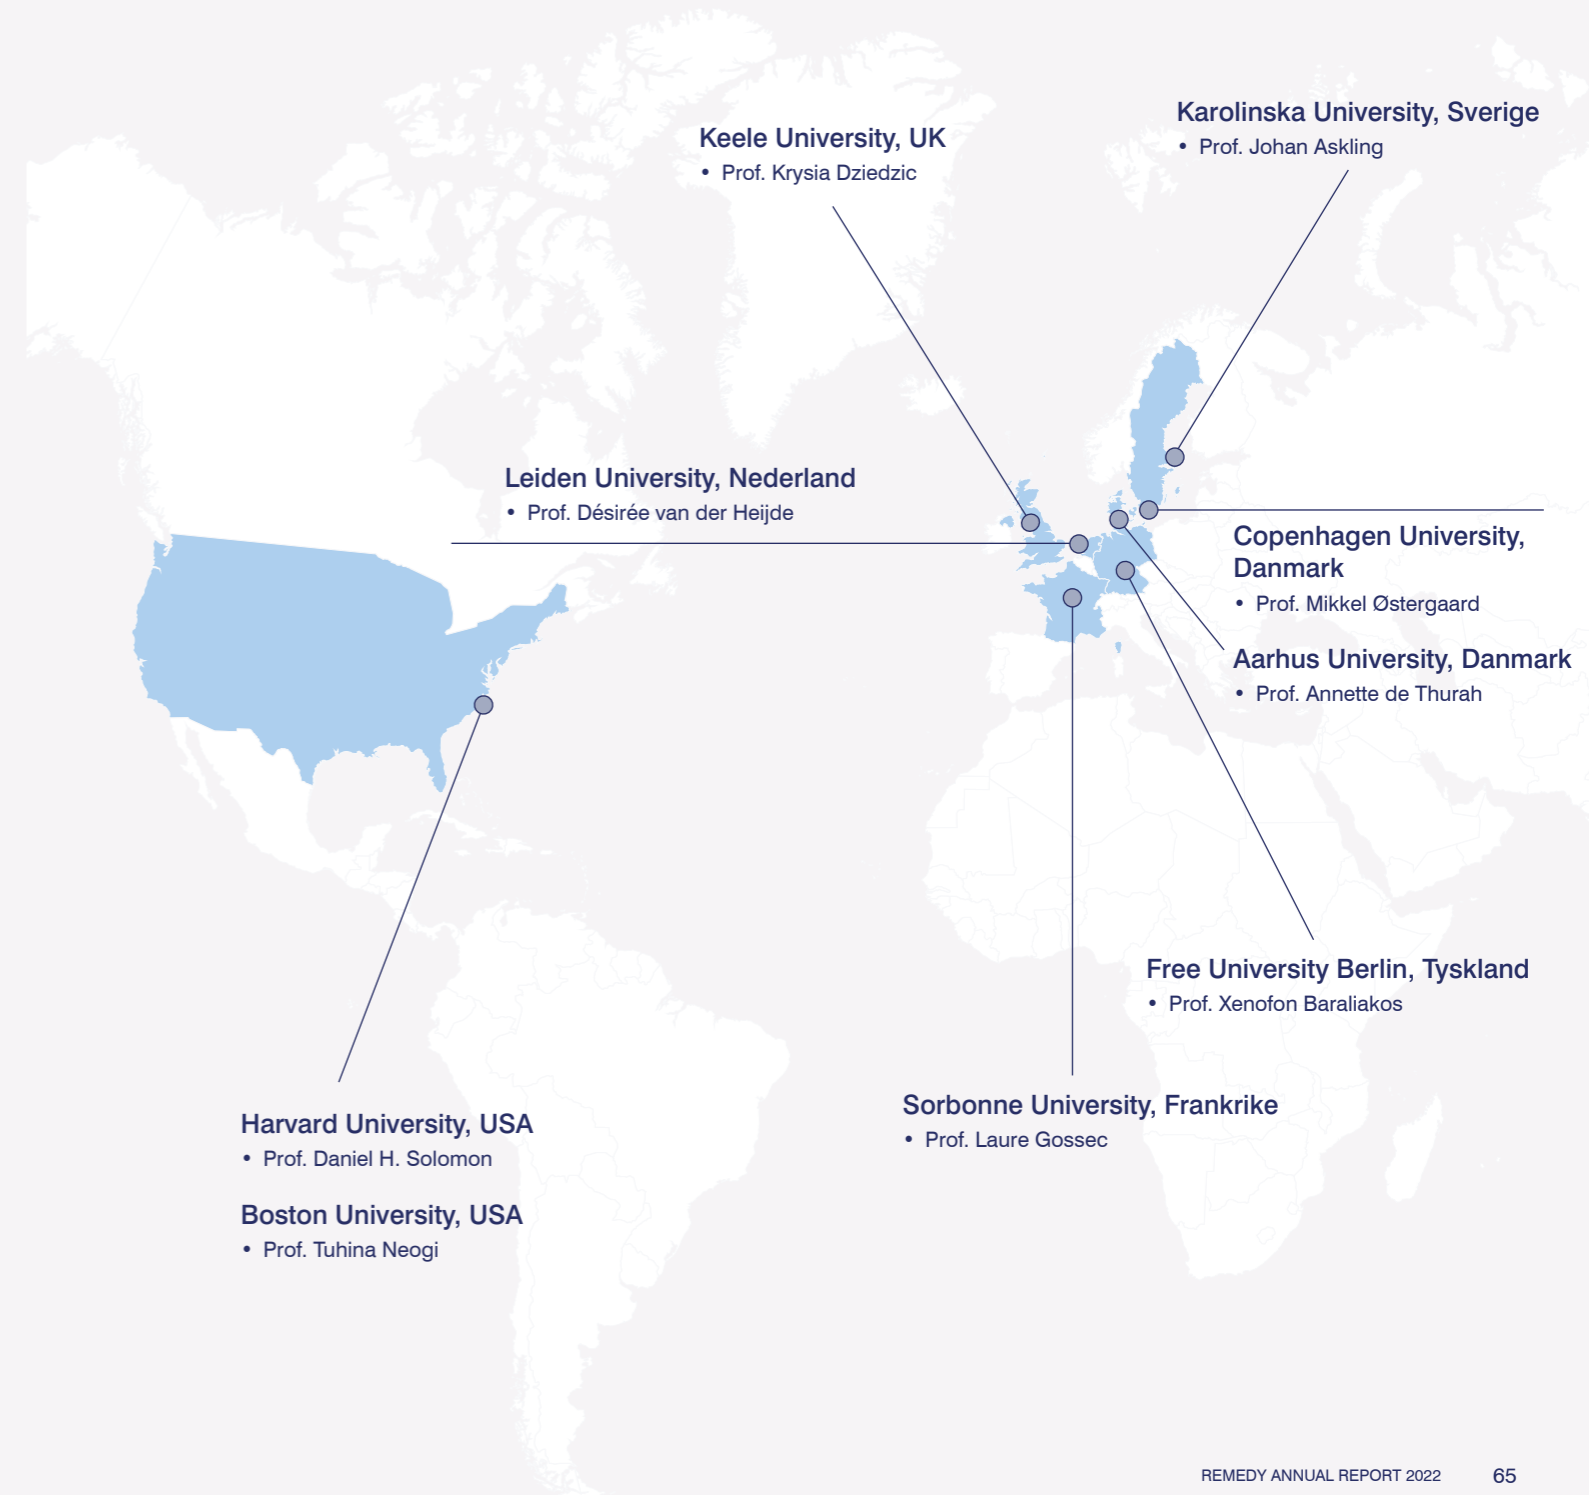 Karolinska University, Sverige
• Prof. Johan Askling
Keele University, UK
• Prof. Krysia Dziedzic
Leiden University, Nederland
• Prof. Désirée van der Heijde
Copenhagen University,
Danmark
• Prof. Mikkel Østergaard
Aarhus University, Danmark
• Prof. Annette de Thurah
Free University Berlin, Tyskland
• Prof. Xenofon Baraliakos
Sorbonne University, Frankrike
• Prof. Laure Gossec
Harvard University, USA
• Prof. Daniel H. Solomon
Boston University, USA
• Prof. Tuhina Neogi
REMEDY ANNUAL REPORT 2022 65